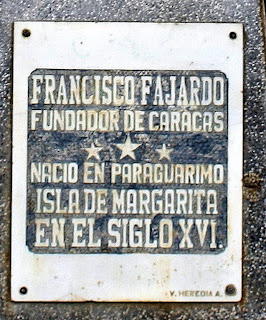 FRANCISCO FAJARDO
FUNDADOR DE CARACAS
NACIO EN PARAGUARIMO
ISLA DE MARGARITA
EN EL SIGLO XVI.
V. HEREDIA A.